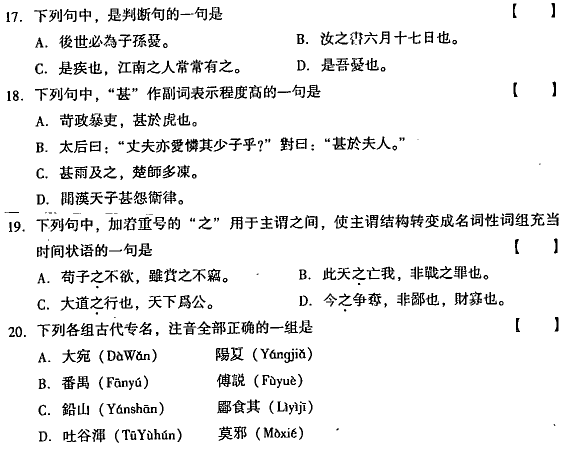 17. 下列句中，是判断句的一句是 【 】
A. 後世必為子孫憂。 B. 汝之書六月十七日也。
C. 是疾也，江南之人常常有之。 D. 是吾憂也。
18. 下列句中，“甚”作副词表示程度高的一句是 【 】
A. 苛政暴吏，甚於虎也。
B. 太后曰：“丈夫亦愛憐其少子乎？”對曰：“甚於夫人。”
C. 甚雨及之，楚師多凍。
D. 聞漢天子甚怨衛律。
19. 下列句中，加着重号的“之”用于主谓之间，使主谓结构转变成名词性词组充当
时间状语的一句是 【 】
A. 苟子之不欲，雖賞之不竊。 B. 此天之亡我，非戰之罪也。
C. 大道之行也，天下爲公。 D. 今之争奪，非鄙也，財寡也。
20. 下列各组古代专名，注音全部正确的一组是 【 】
A. 大宛（DàWǎn） 陽夏（Yángjiǎ）
B. 番禺（Fānyú） 傅説（Fùyuè）
C. 鉛山（Yánshān） 酈食其（Lìyìjī）
D. 吐谷渾（TǔYùhún） 莫邪（Mòxié）